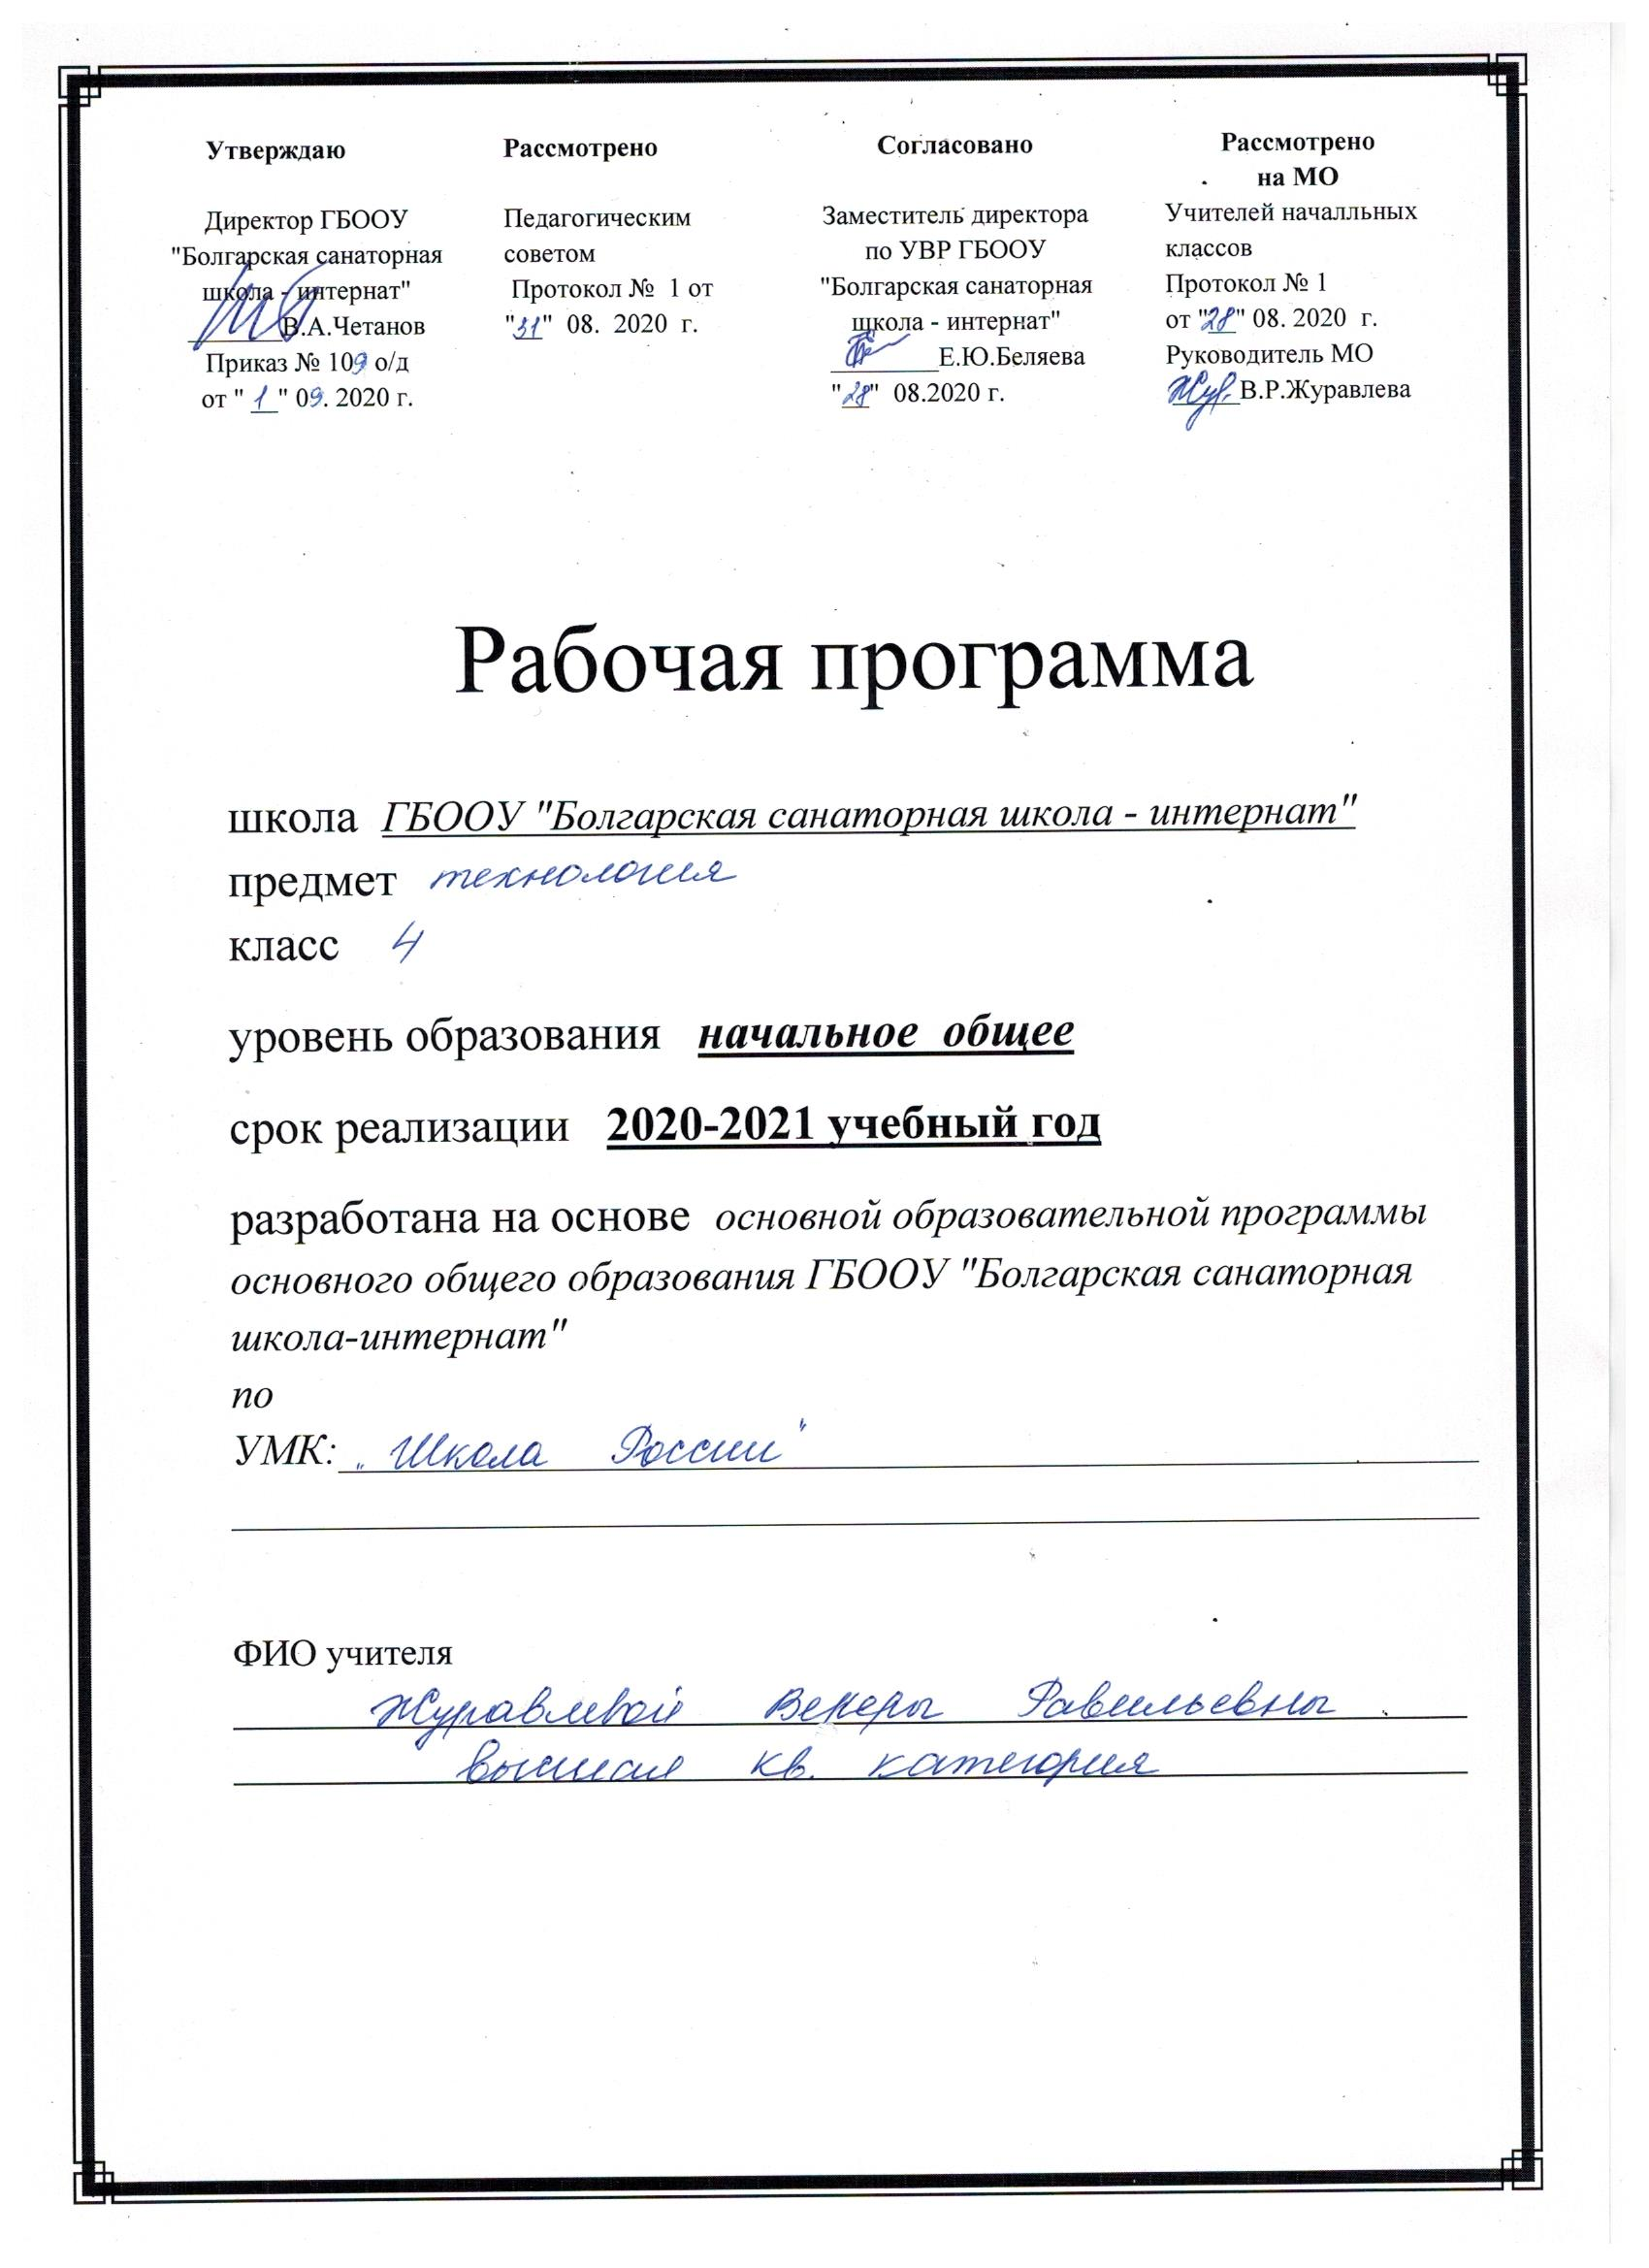 Утверждаю
Директор ГБООУ
"Болгарская санаторная
школа - интернат"
______В.А.Четанов
Приказ № 109 о/д
от " 1 " 09. 2020 г.
Рассмотрено
Педагогическим
советом
Протокол № 1 от
"31" 08. 2020 г.
Согласовано
Заместитель директора
по УВР ГБООУ
"Болгарская санаторная
школа - интернат"
________Е.Ю.Беляева
"28" 08.2020 г.
Рассмотрено
на МО
Учителей началльных
классов
Протокол № 1
от "28" 08. 2020 г.
Руководитель МО
_____В.Р.Журавлева
Рабочая программа
школа ГБООУ "Болгарская санаторная школа - интернат"
предмет технология
класс 4
уровень образования начальное общее
срок реализации 2020-2021 учебный год
разработана на основе основной образовательной программы
основного общего образования ГБООУ "Болгарская санаторная
школа-интернат"
по
УМК: „Школа России"
ФИО учителя
Журавлевой Венеры Равильевны
высшая кв. категория